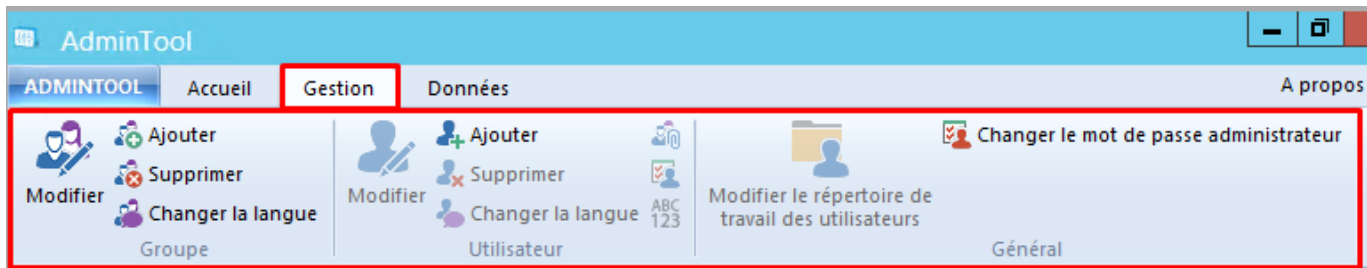 AdminTool
ADMINTOOL Accueil Gestion Données A propos
Ajouter Ajouter Changer le mot de passe administrateur
Supprimer Supprimer
Modifier Modifier Modifier le répertoire de
Changer la langue Changer la langue ABC travail des utilisateurs
123
Groupe Utilisateur Général